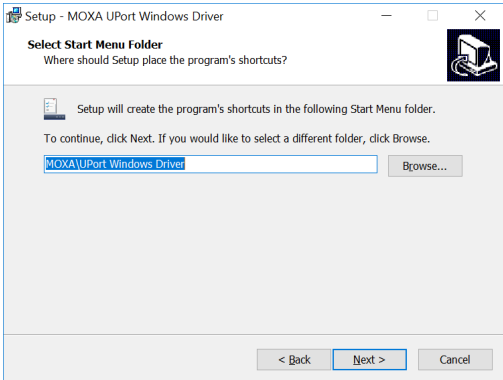 Setup - MOXA UPort Windows Driver
Select Start Menu Folder
Where should Setup place the program's shortcuts?
Setup will create the program's shortcuts in the following Start Menu folder.
To continue, click Next. If you would like to select a different folder, click Browse.
MOXA\UPort Windows Driver
Browse...
< Back
Next >
Cancel